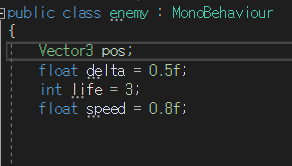 public class enemy : MonoBehaviour
{
Vector3 pos;
float delta = 0.5f;
int life = 3;
float speed = 0.8f;